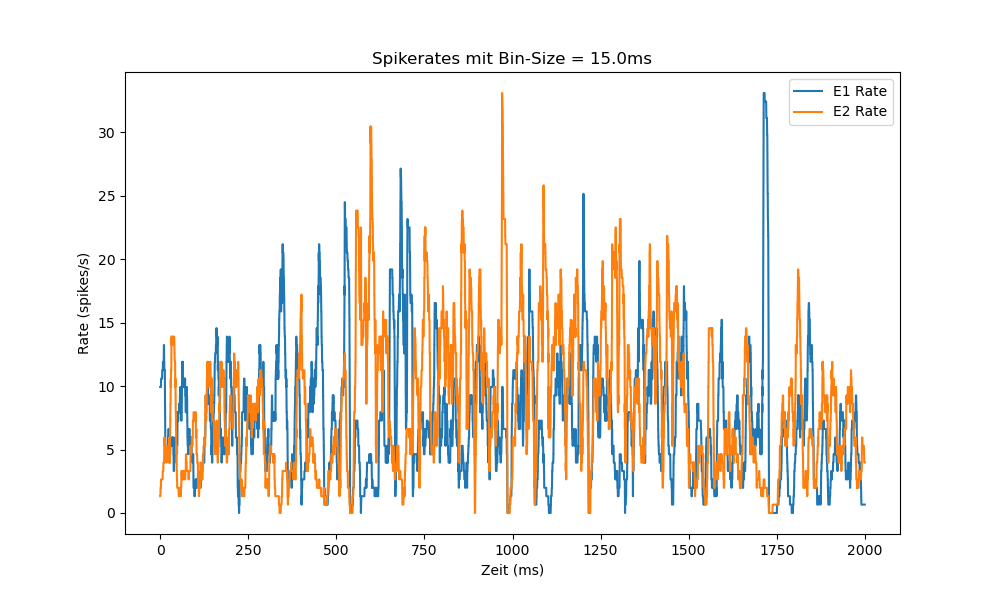 Spikerates mit Bin-Size = 15.0ms
E1 Rate
E2 Rate
Rate (spikes/s)
30
25
20
15
10
5
0
0 250 500 750 1000 1250 1500 1750 2000
Zeit (ms)